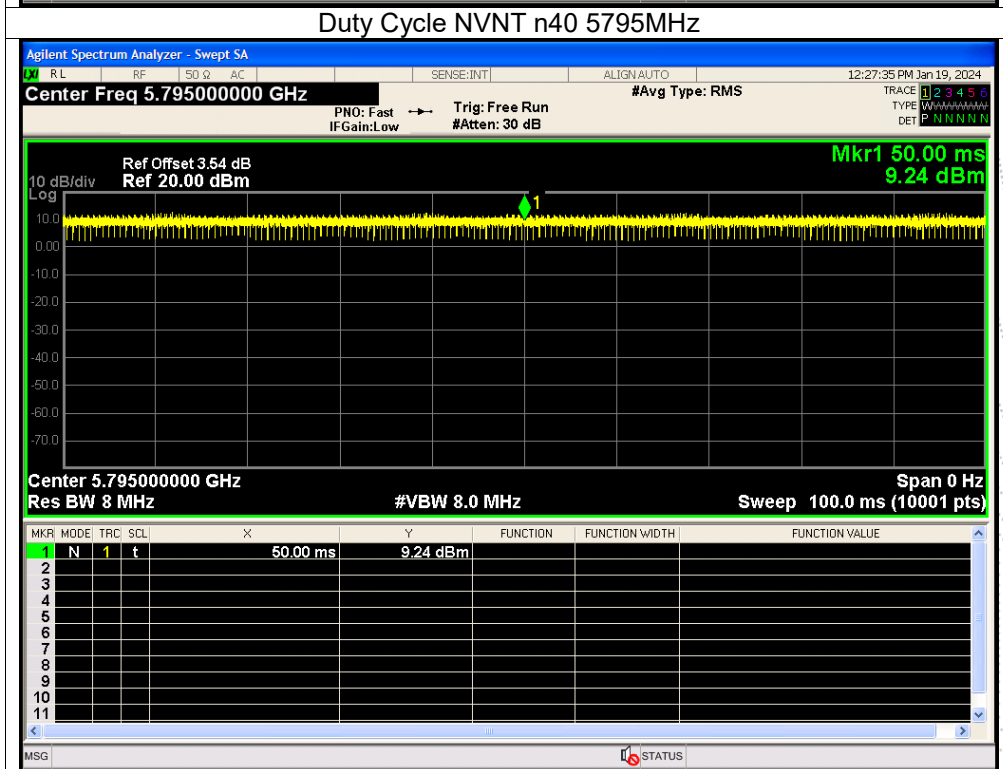 Duty Cycle NVNT n40 5795MHz
Agilent Spectrum Analyzer - Swept SA
LXI RL RF 50 Ω AC SENSE:INT ALIGN AUTO 12:27:35 PM Jan 19, 2024
Center Freq 5.795000000 GHz #Avg Type: RMS TRACE 1 2 3 4 5 6
PNO: Fast Trig: Free Run TYPE WWWWWW
IFGain:Low #Atten: 30 dB DET P N N N N N
Mkr1 50.00 ms
Ref Offset 3.54 dB 9.24 dBm
10 dB/div Ref 20.00 dBm
Log
1
10.0
0.00
-10.0
-20.0
-30.0
-40.0
-50.0
-60.0
-70.0
Center 5.795000000 GHz Span 0 Hz
Res BW 8 MHz #VBW 8.0 MHz Sweep 100.0 ms (10001 pts)
MKR MODE TRC SCL X Y FUNCTION FUNCTION WIDTH FUNCTION VALUE
1 N 1 t 50.00 ms 9.24 dBm
2
3
4
5
6
7
8
9
10
11
MSG STATUS